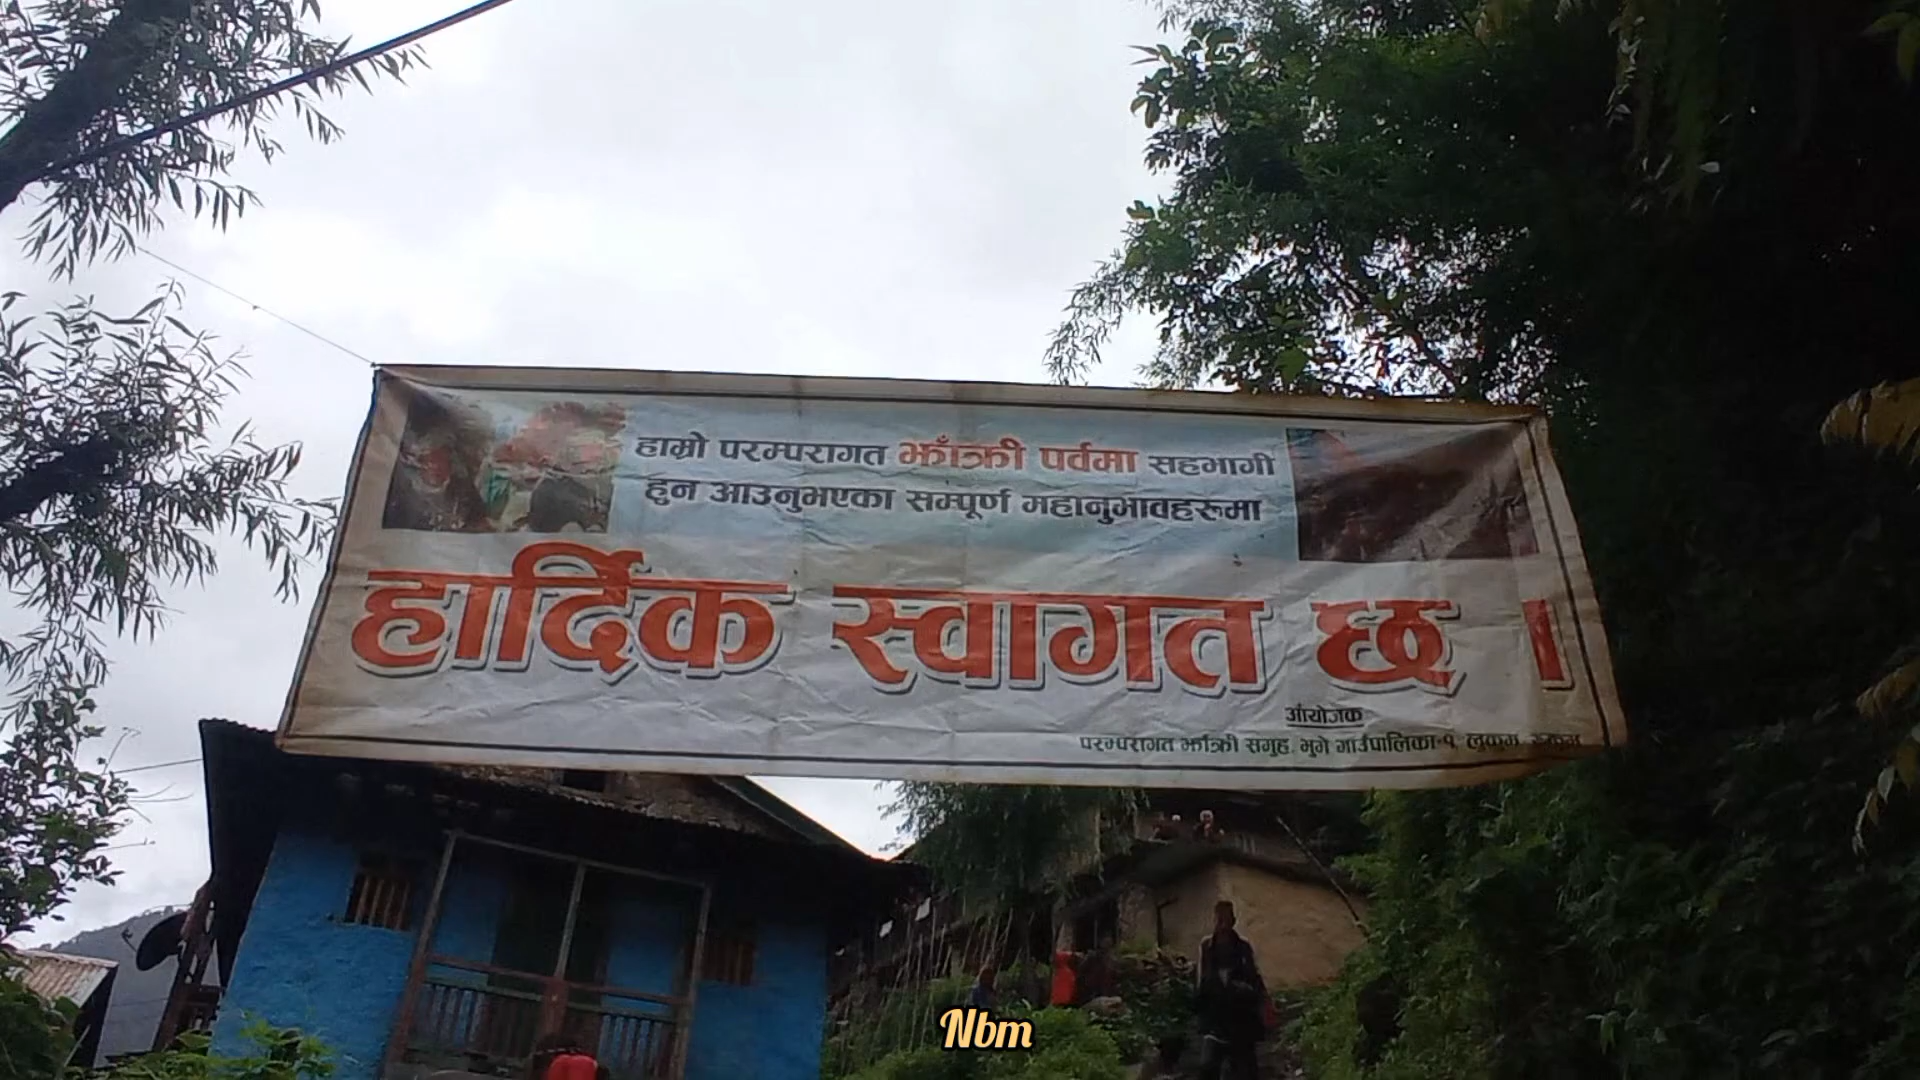 हाम्रो परम्परागत झाँक्री पर्वमा सहभागी
हुन आउनुभएका सम्पूर्ण महानुभावहरूमा
हार्दिक स्वागत छ ।
आयोजक
परम्परागत झाँक्री समुह, भुमे गाउँपालिका-१ लुकुम रुकुम
Nbm